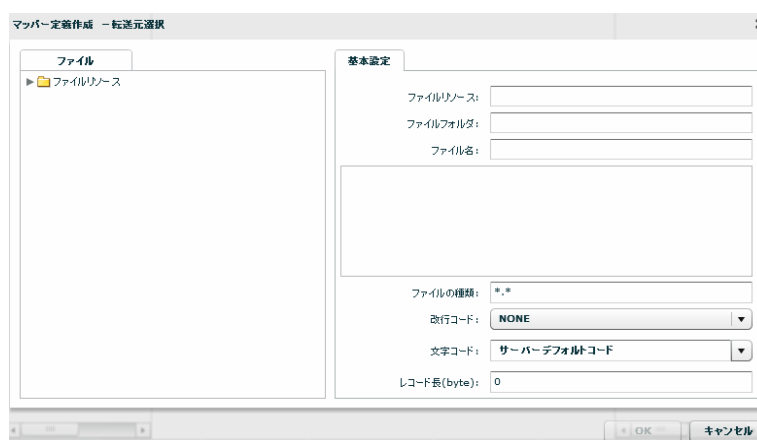 マッパー定義作成 －転送元選択
ファイル
ファイルリソース
基本設定
ファイルリソース:
ファイルフォルダ:
ファイル名:
ファイルの種類: *.*
改行コード: NONE
文字コード: サーバーデフォルトコード
レコード長(byte): 0
OK
キャンセル